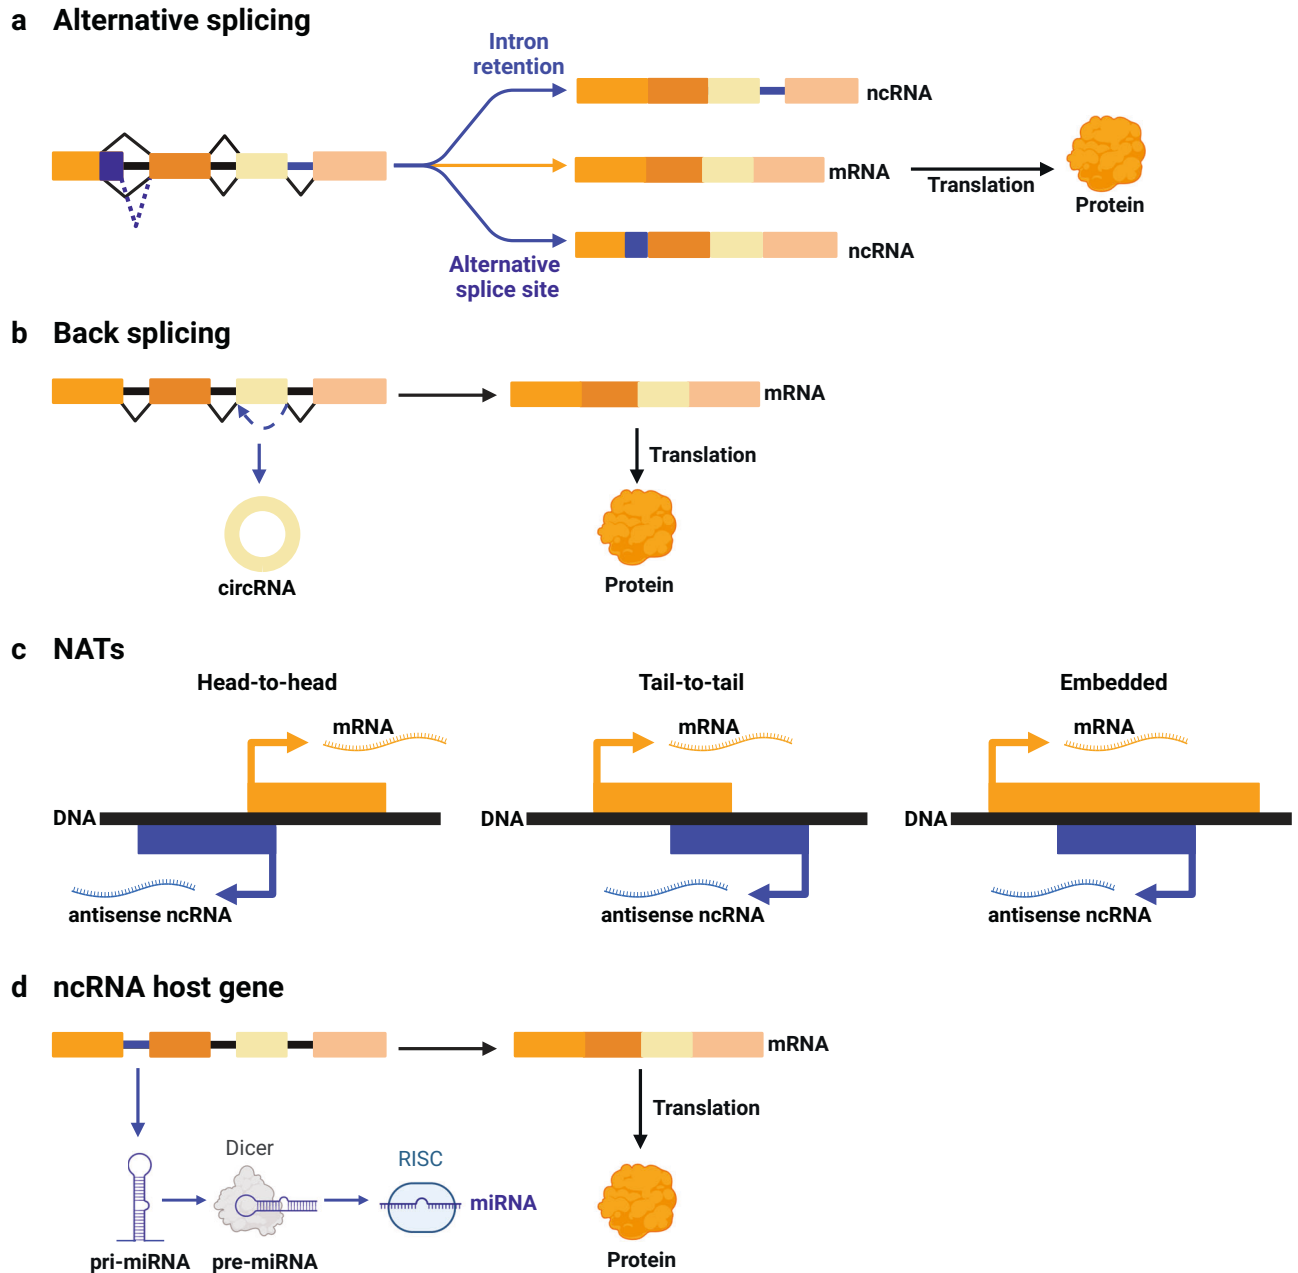 a Alternative splicing
Intron
retention
ncRNA
mRNA
Translation
Protein
ncRNA
Alternative
splice site
b Back splicing
mRNA
Translation
circRNA
Protein
c NATs
Head-to-head
Tail-to-tail
Embedded
mRNA
mRNA
mRNA
DNA
DNA
DNA
antisense ncRNA
antisense ncRNA
antisense ncRNA
d ncRNA host gene
mRNA
Translation
Dicer
RISC
miRNA
pri-miRNA
pre-miRNA
Protein